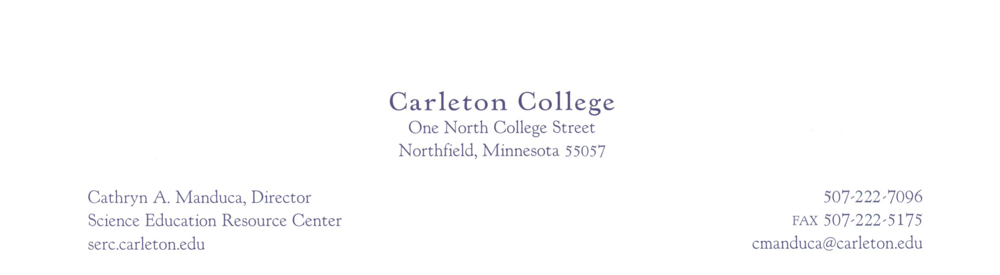 Carleton College
One North College Street
Northfield, Minnesota 55057
Cathryn A. Manduca, Director
Science Education Resource Center
serc.carleton.edu
507-222-7096
FAX 507-222-5175
cmanduca@carleton.edu